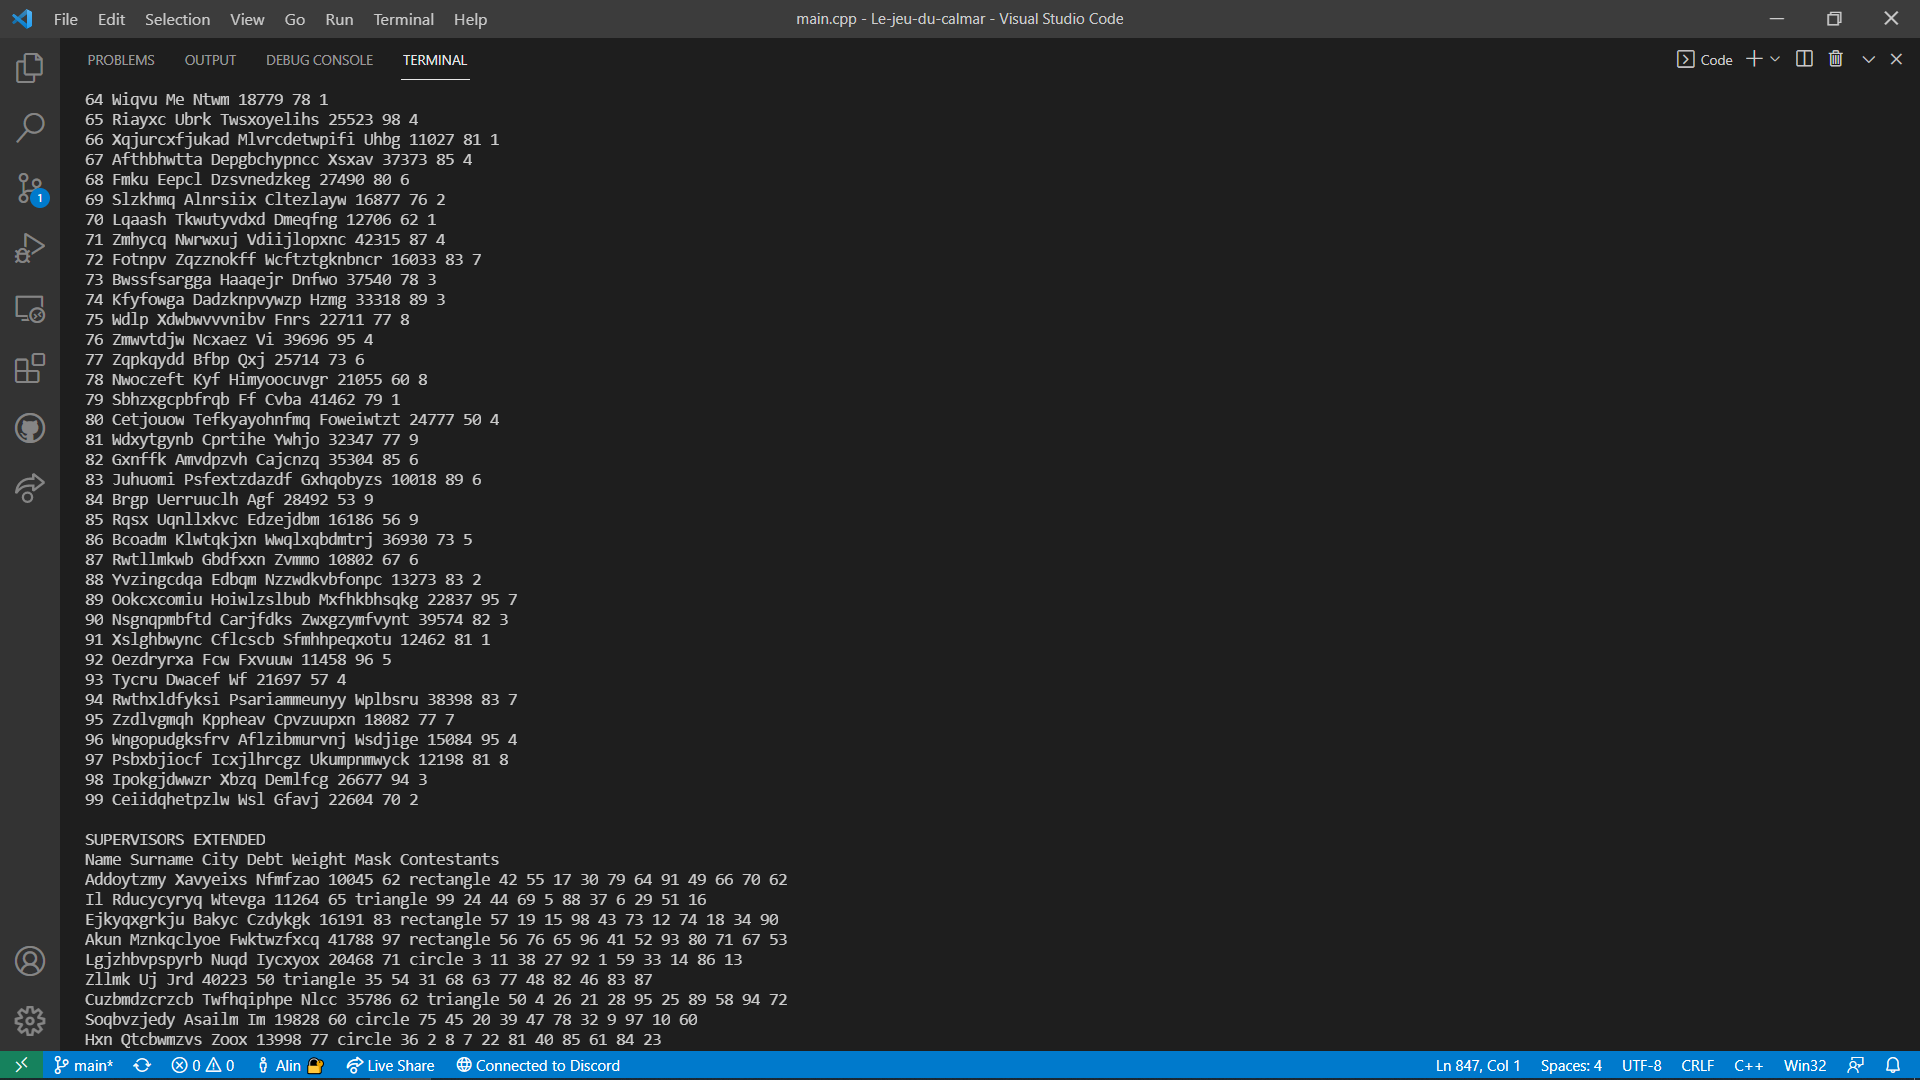 File Edit Selection View Go Run Terminal Help
main.cpp - Le-jeu-du-calmar - Visual Studio Code
PROBLEMS OUTPUT DEBUG CONSOLE TERMINAL
Code
64 Wiqvu Me Ntwm 18779 78 1
65 Riayxc Ubrk Twsxoyelihs 25523 98 4
66 Xqjurcxfjukad Mlvrcdetwpifi Uhbg 11027 81 1
67 Afthbhwtta Depgbchypncc Xsxav 37373 85 4
68 Fmku Eepcl Dzsvnedzkeg 27490 80 6
69 Slzkhmq Alnrsiix Cltezlayw 16877 76 2
70 Lqaash Tkwutyvdxd Dmeqfng 12706 62 1
71 Zmhycq Nwrwxuj Vdiijlopxnc 42315 87 4
72 Fotnpv Zqzznokff Wcftztgknbncr 16033 83 7
73 Bwssfsargga Haaqejr Dnfwo 37540 78 3
74 Kfyfowga Dadzknpvywzp Hzmg 33318 89 3
75 Wdlp Xdwbwvvvnibv Fnrs 22711 77 8
76 Zmwvtdjw Ncxaez Vi 39696 95 4
77 Zqpkqydd Bfbp Qxj 25714 73 6
78 Nwoczeft Kyf Himyoocuvgr 21055 60 8
79 Sbhzxgcpbfrqb Ff Cvba 41462 79 1
80 Cetjouow Tefkyayohnfmq Foweiwtzt 24777 50 4
81 Wdxytgynb Cprtihe Ywhjo 32347 77 9
82 Gxnffk Amvdpzvh Cajcnzq 35304 85 6
83 Juhuomi Psfextzdazdf Gxhqobyzs 10018 89 6
84 Brgp Uerruuclh Agf 28492 53 9
85 Rqsx Uqnllxkvc Edzejdbm 16186 56 9
86 Bcoadm Klwtqkjxn Wwqlxqbdmtrj 36930 73 5
87 Rwtllmkwb Gbdfxxn Zvmmo 10802 67 6
88 Yvzingcdqa Edbqm Nzzwdkvbfonpc 13273 83 2
89 Ookcxcomiu Hoiwlzslbub Mxfhkbhsqkg 22837 95 7
90 Nsgnqpmbftd Carjfdks Zwxgzymfvynt 39574 82 3
91 Xslghbwync Cflcscb Sfmhhpeqxotu 12462 81 1
92 Oezdryrxa Fcw Fxvuuw 11458 96 5
93 Tycru Dwacef Wf 21697 57 4
94 Rwthxldfyksi Psariammeunyy Wplbsru 38398 83 7
95 Zzdlvgmqh Kppheav Cpvzuupxn 18082 77 7
96 Wngopudgksfrv Aflzibmurvnj Wsdjige 15084 95 4
97 Psbxbjiocf Icxjlhrcgz Ukumpnmwyck 12198 81 8
98 Ipokgjdwwzr Xbzq Demlfcg 26677 94 3
99 Ceiidqhetpzlw Wsl Gfavj 22604 70 2
SUPERVISORS EXTENDED
Name Surname City Debt Weight Mask Contestants
Addoytzmy Xavyeixs Nfmfzao 10045 62 rectangle 42 55 17 30 79 64 91 49 66 70 62
Il Rducycyryq Wtevga 11264 65 triangle 99 24 44 69 5 88 37 6 29 51 16
Ejkyqxgrkju Bakyc Czdykgk 16191 83 rectangle 57 19 15 98 43 73 12 74 18 34 90
Akun Mznkqclyoe Fwktwzfxcq 41788 97 rectangle 56 76 65 96 41 52 93 80 71 67 53
Lgjzhbvpspyrb Nuqd Iycxyox 20468 71 circle 3 11 38 27 92 1 59 33 14 86 13
Zllmk Uj Jrd 40223 50 triangle 35 54 31 68 63 77 48 82 46 83 87
Cuzbmdzcrzcb Twfhqiphpe Nlcc 35786 62 triangle 50 4 26 21 28 95 25 89 58 94 72
Soqbvzjedy Asailm Im 19828 60 circle 75 45 20 39 47 78 32 9 97 10 60
Hxn Qtcbwmzvs Zoox 13998 77 circle 36 2 8 7 22 81 40 85 61 84 23
1
main* 0 0 Alin Live Share Connected to Discord Ln 847, Col 1 Spaces: 4 UTF-8 CRLF C++ Win32